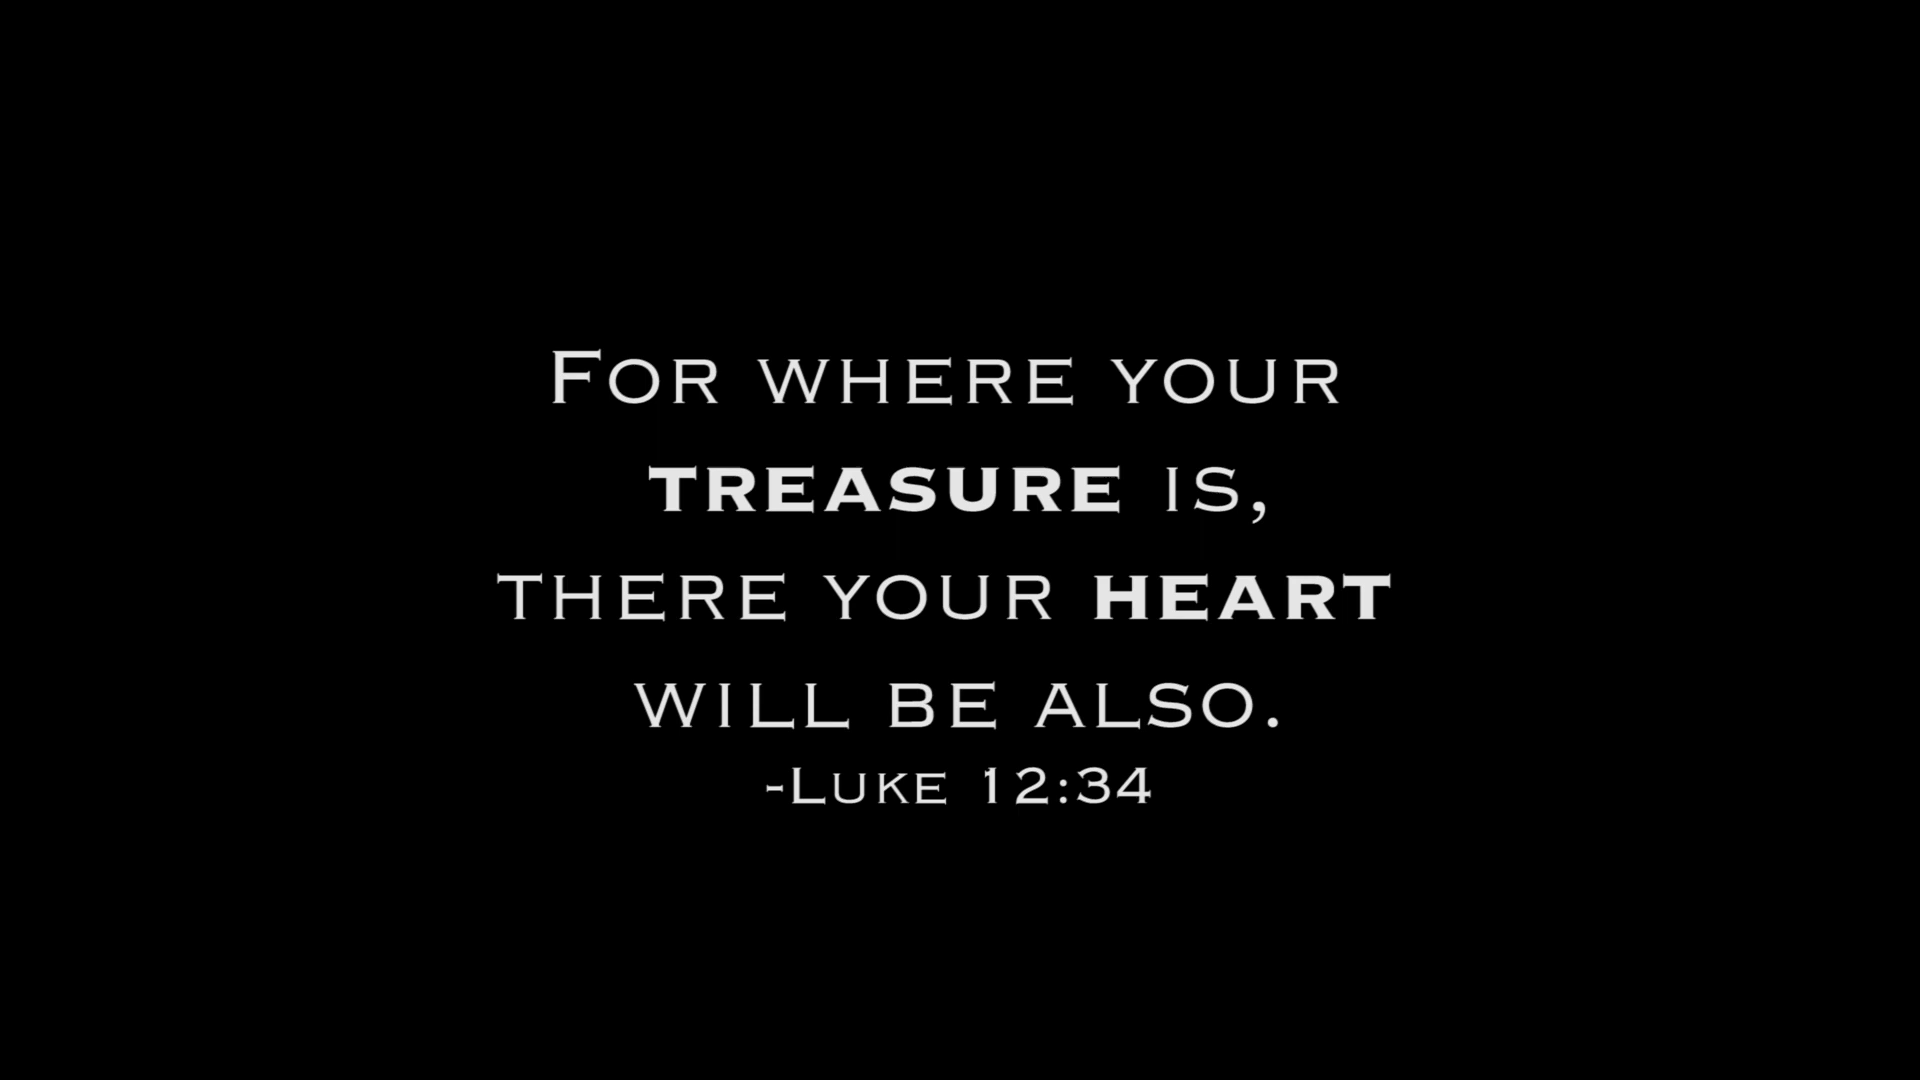 For where your
treasure is,
there your heart
will be also.
-Luke 12:34